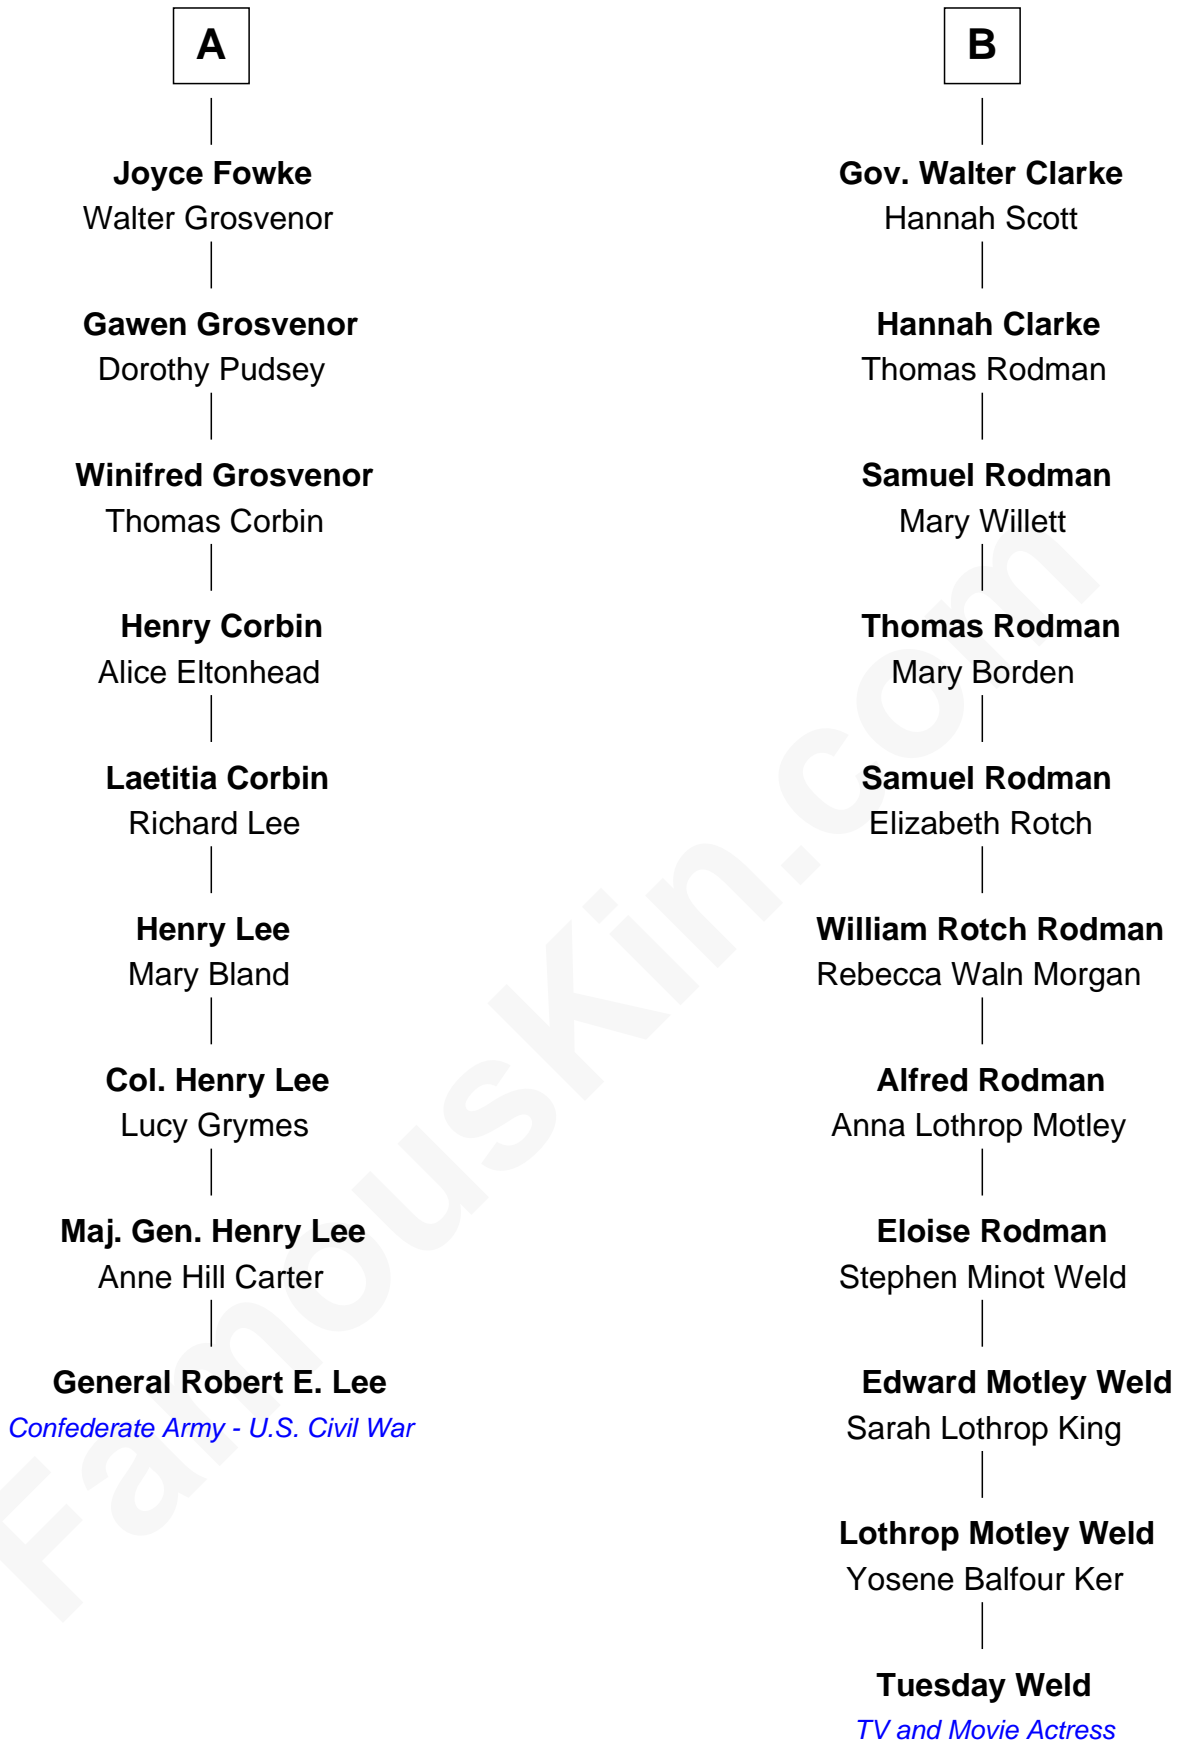 A
Joyce Fowke
Walter Grosvenor
Gawen Grosvenor
Dorothy Pudsey
Winifred Grosvenor
Thomas Corbin
Henry Corbin
Alice Eltonhead
Laetitia Corbin
Richard Lee
Henry Lee
Mary Bland
Col. Henry Lee
Lucy Grymes
Maj. Gen. Henry Lee
Anne Hill Carter
General Robert E. Lee
Confederate Army - U.S. Civil War
B
Gov. Walter Clarke
Hannah Scott
Hannah Clarke
Thomas Rodman
Samuel Rodman
Mary Willett
Thomas Rodman
Mary Borden
Samuel Rodman
Elizabeth Rotch
William Rotch Rodman
Rebecca Waln Morgan
Alfred Rodman
Anna Lothrop Motley
Eloise Rodman
Stephen Minot Weld
Edward Motley Weld
Sarah Lothrop King
Lothrop Motley Weld
Yosene Balfour Ker
Tuesday Weld
TV and Movie Actress
FamousKin.com